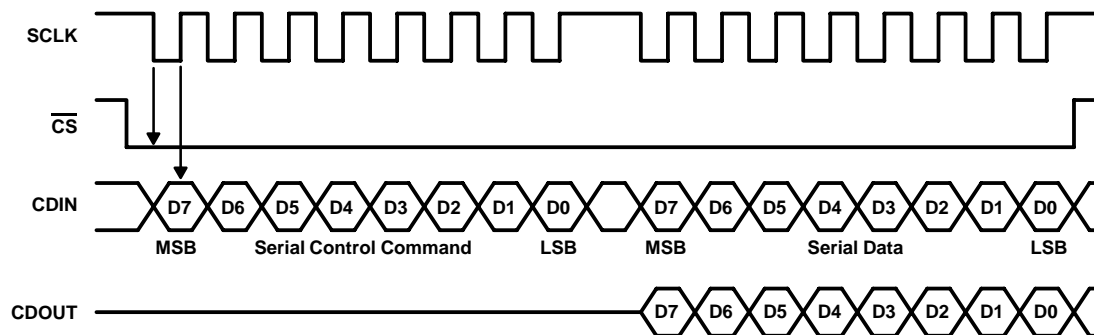 SCLK
CS
CDIN D7 D6 D5 D4 D3 D2 D1 D0 D7 D6 D5 D4 D3 D2 D1 D0
MSB Serial Control Command LSB MSB Serial Data LSB
CDOUT D7 D6 D5 D4 D3 D2 D1 D0